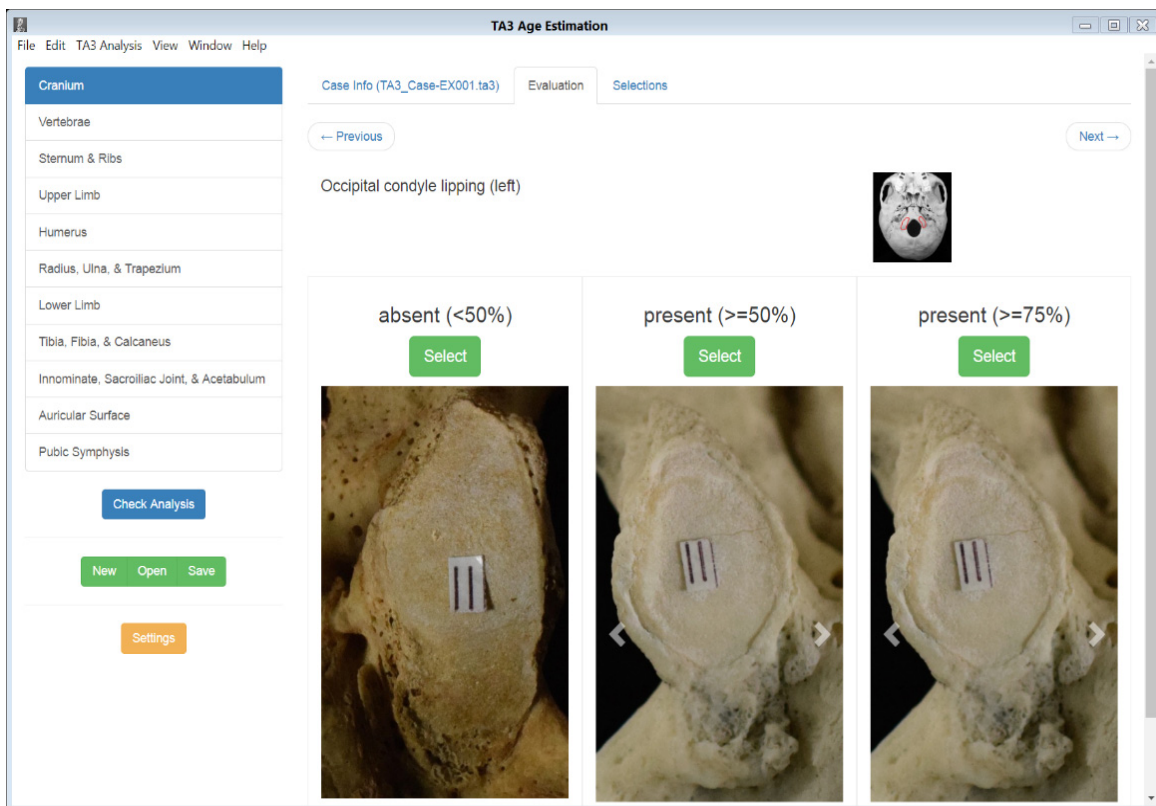 TA3 Age Estimation
File Edit TA3 Analysis View Window Help
Cranium
Vertebrae
Sternum & Ribs
Upper Limb
Humerus
Radius, Ulna, & Trapezium
Lower Limb
Tibia, Fibia, & Calcaneus
Innominate, Sacroiliac Joint, & Acetabulum
Auricular Surface
Pubic Symphysis
Check Analysis
New Open Save
Settings
Case Info (TA3_Case-EX001.ta3) Evaluation Selections
← Previous Next →
Occipital condyle lipping (left)
absent (<50%) present (>=50%) present (>=75%)
Select Select Select